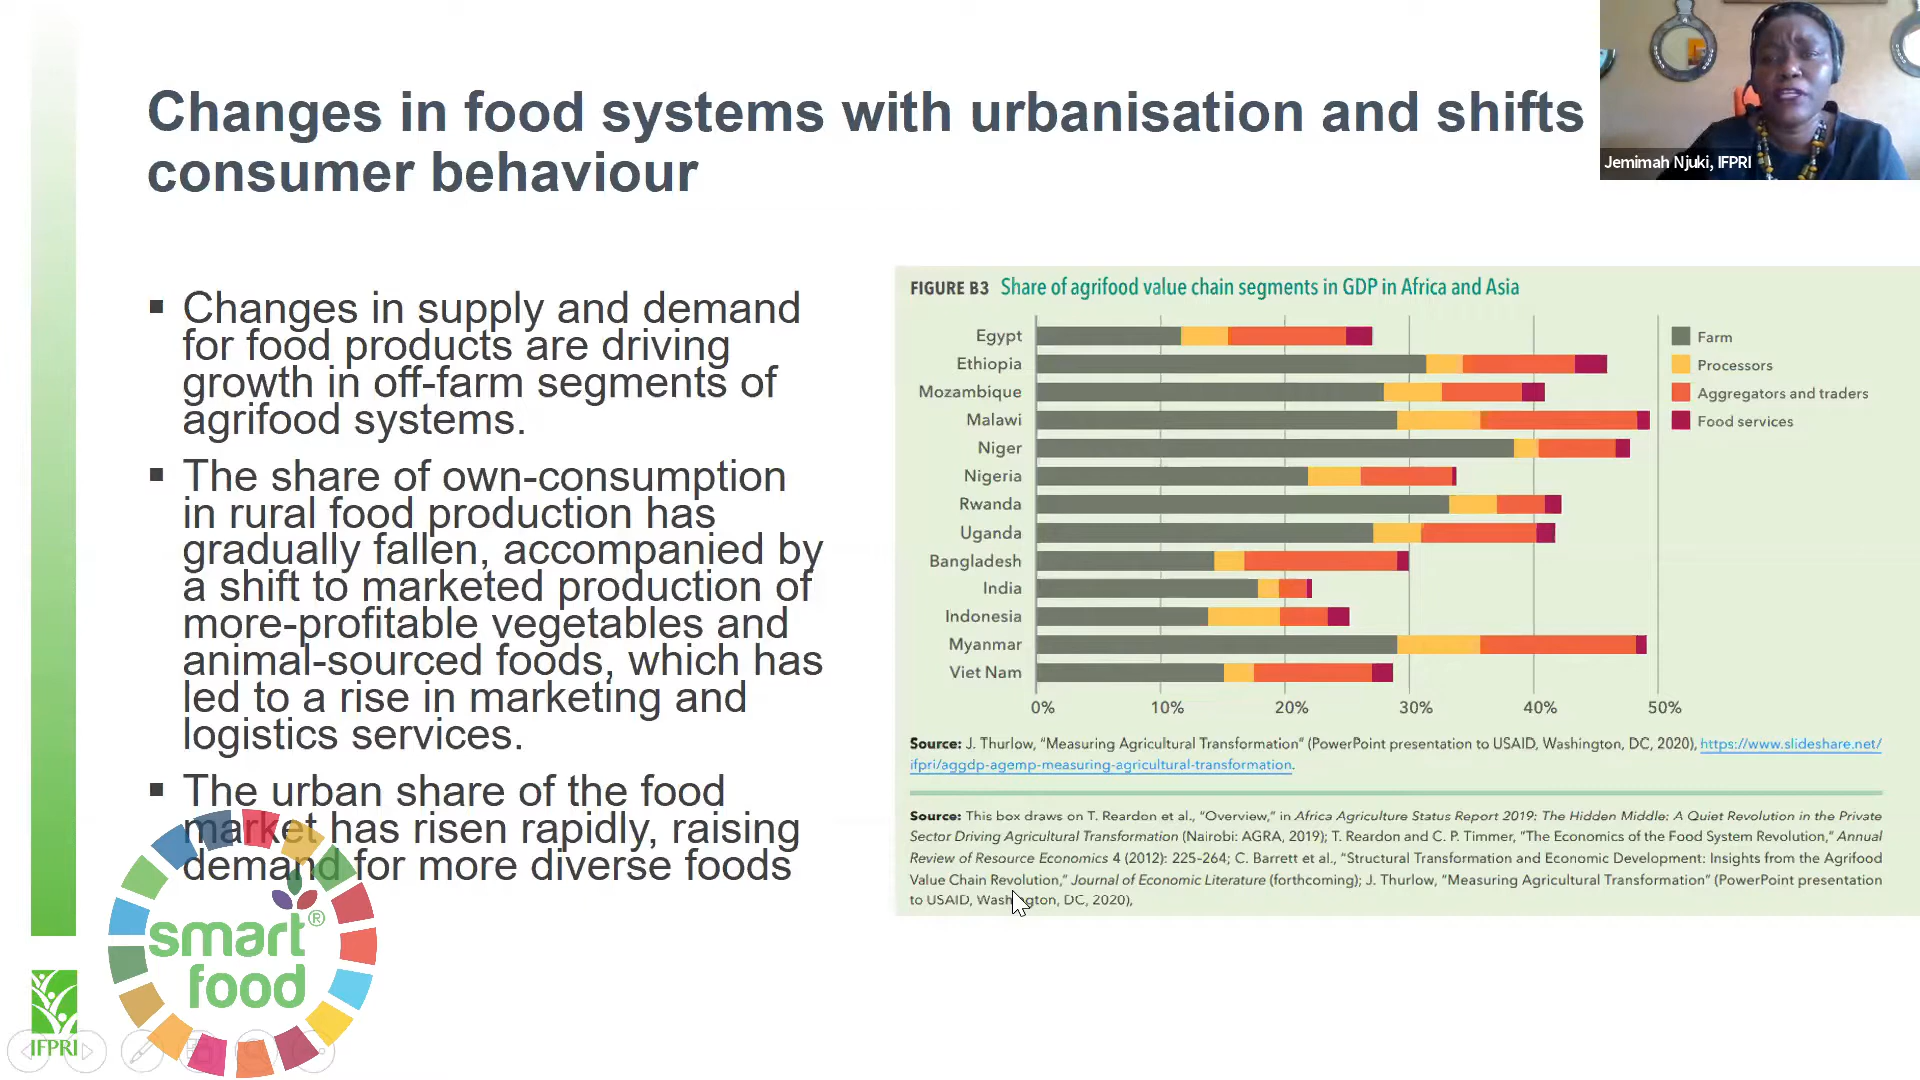 Changes in food systems with urbanisation and shifts
consumer behaviour
Jemimah Njuki, IFPRI
▪ Changes in supply and demand
for food products are driving
growth in off-farm segments of
agrifood systems.
▪ The share of own-consumption
in rural food production has
gradually fallen, accompanied by
a shift to marketed production of
more-profitable vegetables and
animal-sourced foods, which has
led to a rise in marketing and
logistics services.
▪ The urban share of the food
market has risen rapidly, raising
demand for more diverse foods
FIGURE B3 Share of agrifood value chain segments in GDP in Africa and Asia
Egypt
Ethiopia
Mozambique
Malawi
Niger
Nigeria
Rwanda
Uganda
Bangladesh
India
Indonesia
Myanmar
Viet Nam
0% 10% 20% 30% 40% 50%
Farm
Processors
Aggregators and traders
Food services
Source: J. Thurlow, “Measuring Agricultural Transformation” (PowerPoint presentation to USAID, Washington, DC, 2020), https://www.slideshare.net/
ifpri/aggdp-agemp-measuring-agricultural-transformation.
Source: This box draws on T. Reardon et al., “Overview,” in Africa Agriculture Status Report 2019: The Hidden Middle: A Quiet Revolution in the Private
Sector Driving Agricultural Transformation (Nairobi: AGRA, 2019); T. Reardon and C. P. Timmer, “The Economics of the Food System Revolution,” Annual
Review of Resource Economics 4 (2012): 225–264; C. Barrett et al., “Structural Transformation and Economic Development: Insights from the Agrifood
Value Chain Revolution,” Journal of Economic Literature (forthcoming); J. Thurlow, “Measuring Agricultural Transformation” (PowerPoint presentation
to USAID, Washington, DC, 2020),
smart®
food
IFPRI